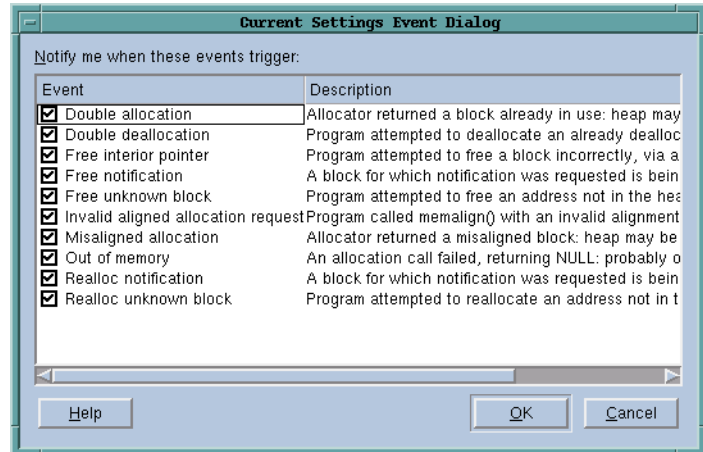 Current Settings Event Dialog
Notify me when these events trigger:
Event Description
Double allocation Allocator returned a block already in use: heap may
Double deallocation Program attempted to deallocate an already dealloc
Free interior pointer Program attempted to free a block incorrectly, via a
Free notification A block for which notification was requested is bein
Free unknown block Program attempted to free an address not in the hea
Invalid aligned allocation request Program called memalign() with an invalid alignment
Misaligned allocation Allocator returned a misaligned block: heap may be
Out of memory An allocation call failed, returning NULL: probably o
Realloc notification A block for which notification was requested is bein
Realloc unknown block Program attempted to reallocate an address not in t
Help OK Cancel